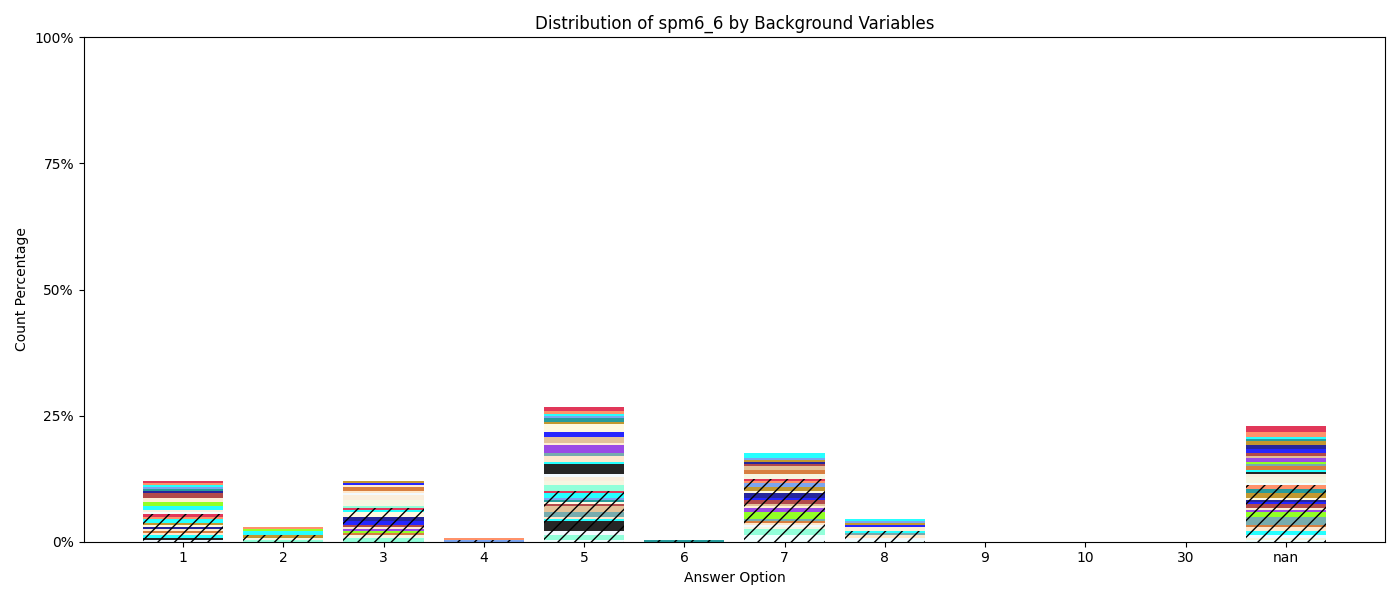 Distribution of spm6_6 by Background Variables
100%
75%
50%
25%
0%
Count Percentage
1 2 3 4 5 6 7 8 9 10 30 nan
Answer Option